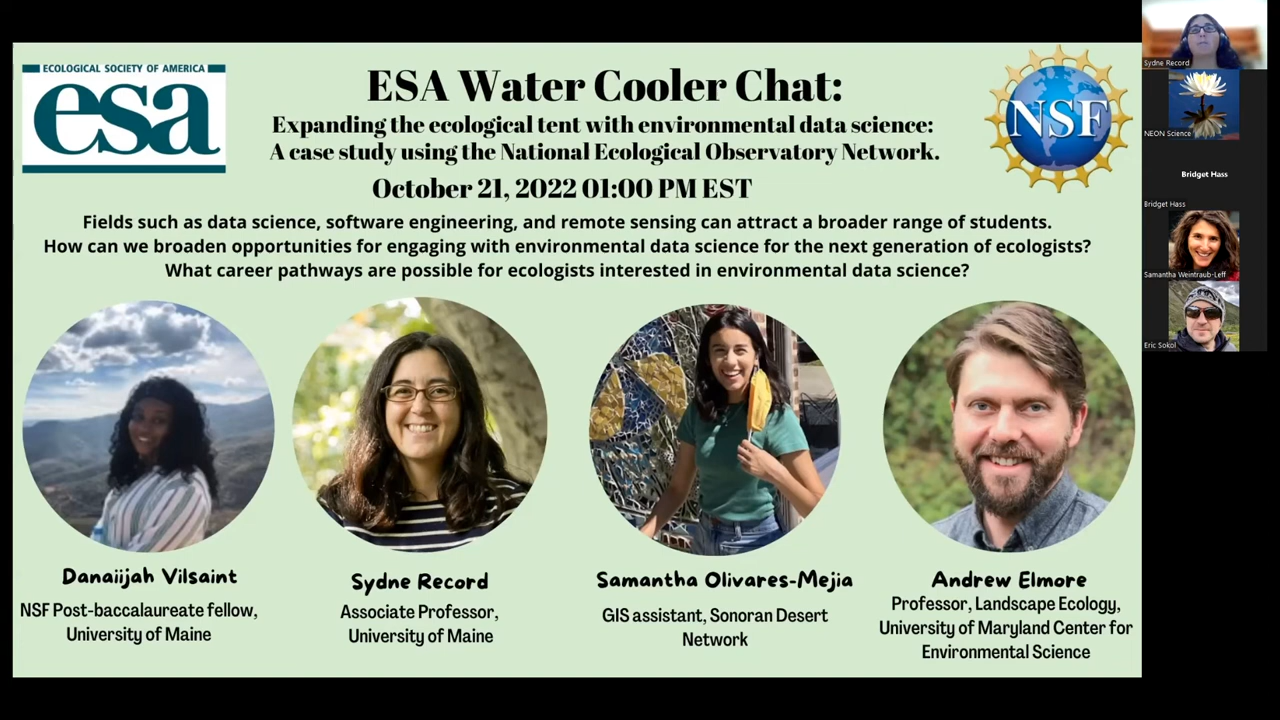 ECOLOGICAL SOCIETY OF AMERICA
esa
ESA Water Cooler Chat:
Expanding the ecological tent with environmental data science:
A case study using the National Ecological Observatory Network.
October 21, 2022 01:00 PM EST
NSF
Fields such as data science, software engineering, and remote sensing can attract a broader range of students.
How can we broaden opportunities for engaging with environmental data science for the next generation of ecologists?
What career pathways are possible for ecologists interested in environmental data science?
Danaiijah Vilsaint
NSF Post-baccalaureate fellow,
University of Maine
Sydne Record
Associate Professor,
University of Maine
Samantha Olivares-Mejia
GIS assistant, Sonoran Desert
Network
Andrew Elmore
Professor, Landscape Ecology,
University of Maryland Center for
Environmental Science
Sydne Record
NEON Science
Bridget Hass
Bridget Hass
Samantha Weintraub-Leff
Eric Sokol